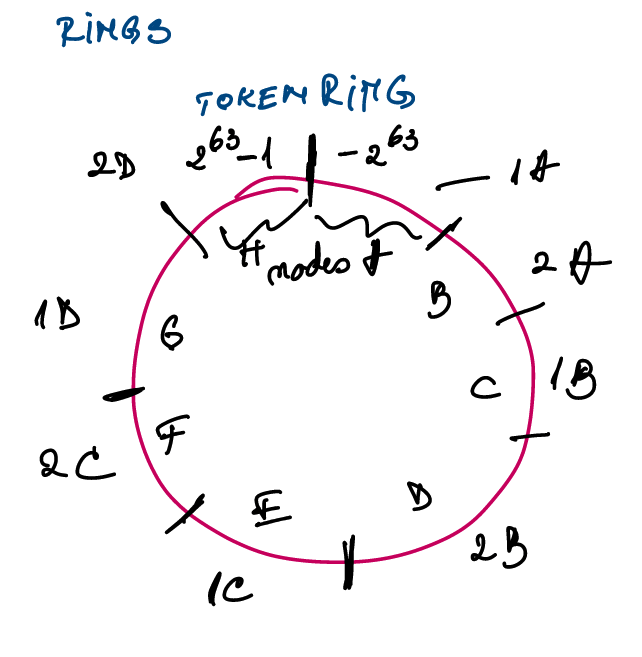 RINGS
TOKEN RING
2^63-1
-2^63
1A
2A
1B
2B
1C
2C
1D
2D
nodes A
B
C
D
E
F
G
H